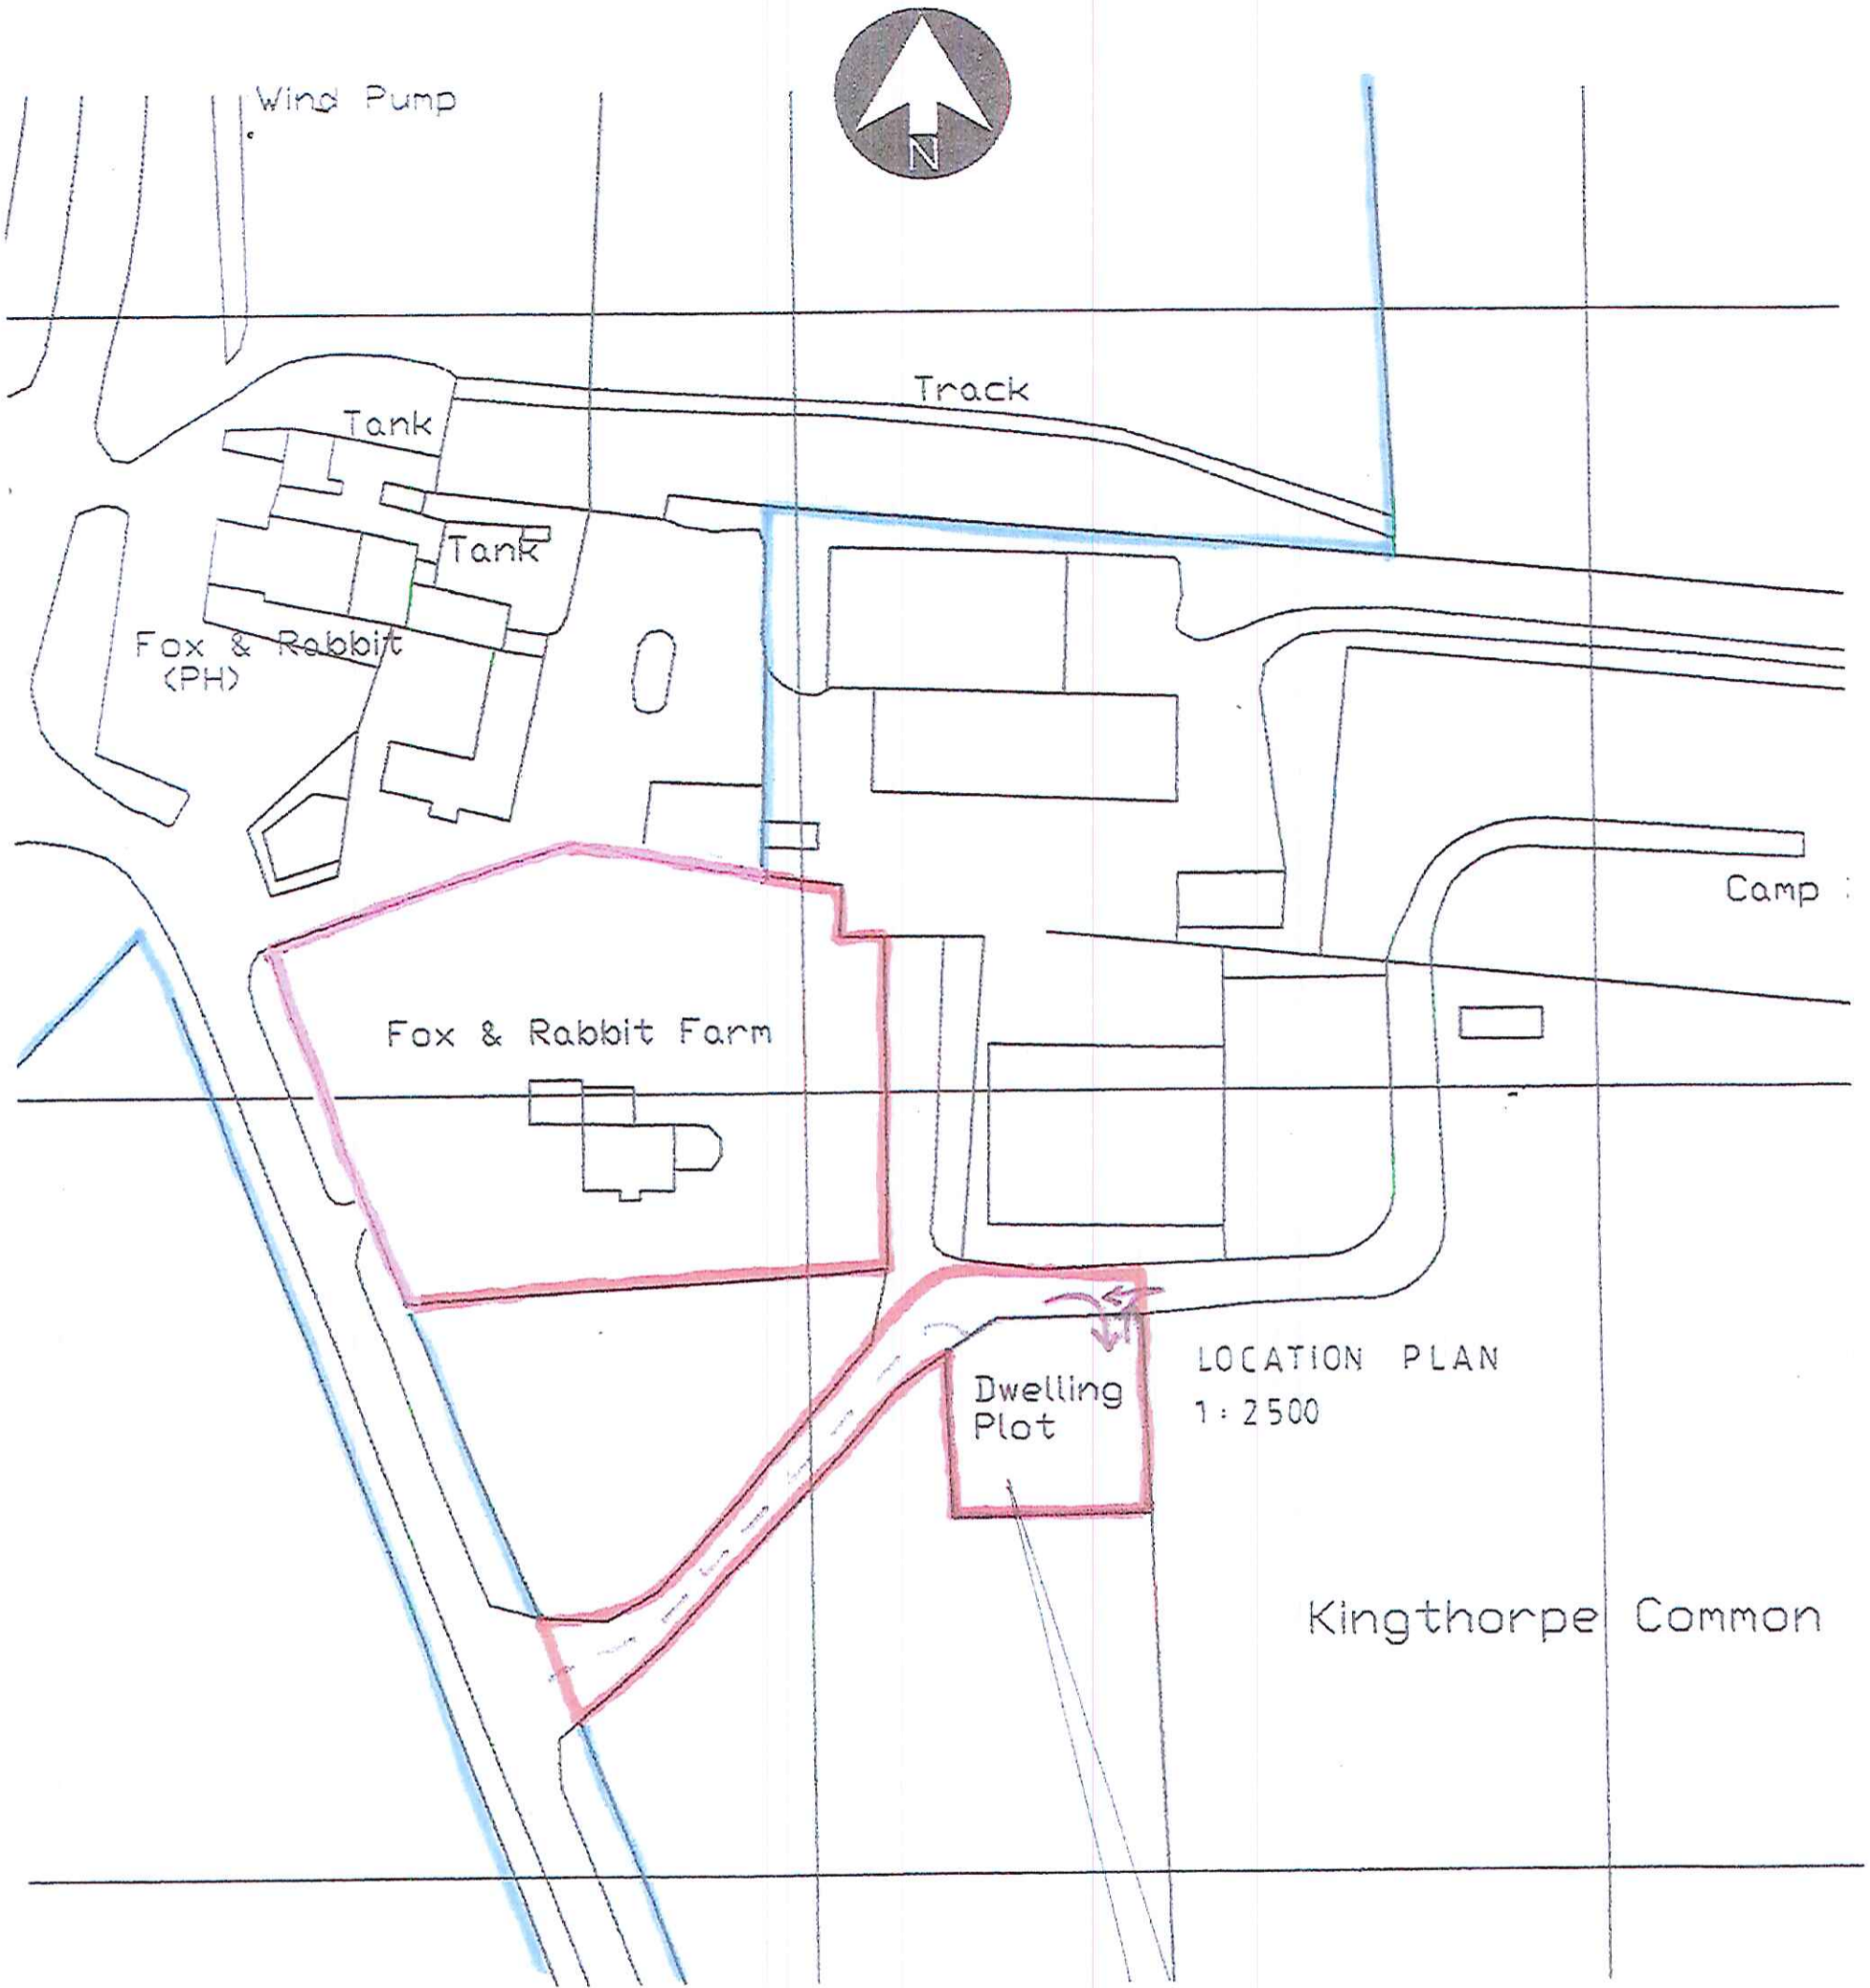 N
Wind Pump
Track
Tank
Tank
Fox & Rabbit
(PH)
Camp
Fox & Rabbit Farm
LOCATION PLAN
1:2500
Dwelling
Plot
Kingthorpe Common